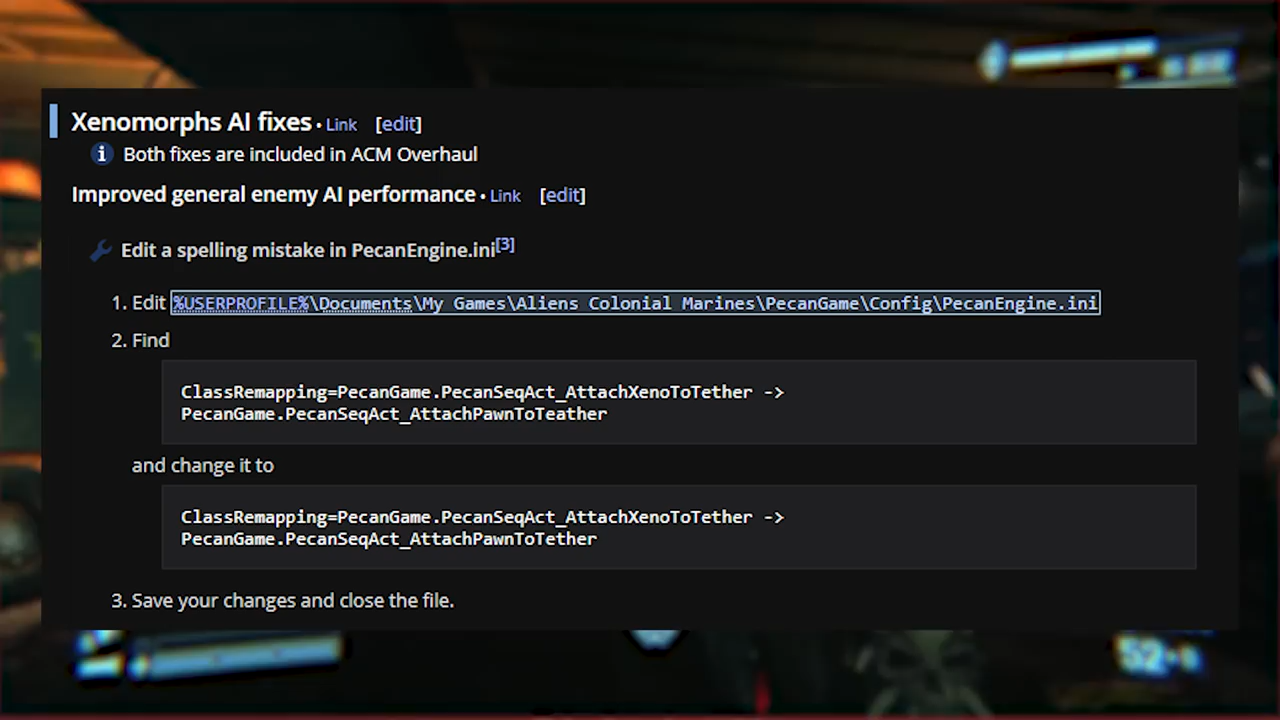 Xenomorphs AI fixes • Link [edit]
i Both fixes are included in ACM Overhaul
Improved general enemy AI performance • Link [edit]
Edit a spelling mistake in PecanEngine.ini[3]
1. Edit %USERPROFILE%\Documents\My Games\Aliens Colonial Marines\PecanGame\Config\PecanEngine.ini
2. Find
ClassRemapping=PecanGame.PecanSeqAct_AttachXenoToTether ->
PecanGame.PecanSeqAct_AttachPawnToTeather
and change it to
ClassRemapping=PecanGame.PecanSeqAct_AttachXenoToTether ->
PecanGame.PecanSeqAct_AttachPawnToTether
3. Save your changes and close the file.
52